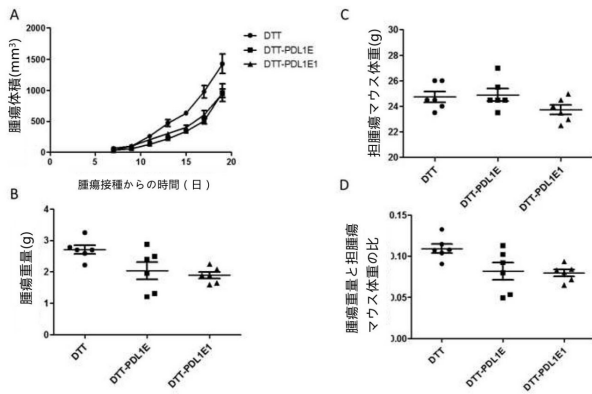 A
腫瘍体積(mm³)
2000
1500
1000
500
0
0
5
10
15
20
腫瘍接種からの時間（日）
DTT
DTT-PDL1E
DTT-PDL1E1
B
腫瘍重量(g)
4
3
2
1
0
DTT
DTT-PDL1E
DTT-PDL1E1
C
担腫瘍マウス体重(g)
28
26
24
22
20
DTT
DTT-PDL1E
DTT-PDL1E1
D
腫瘍重量と担腫瘍
マウス体重の比
0.15
0.10
0.05
0.00
DTT
DTT-PDL1E
DTT-PDL1E1